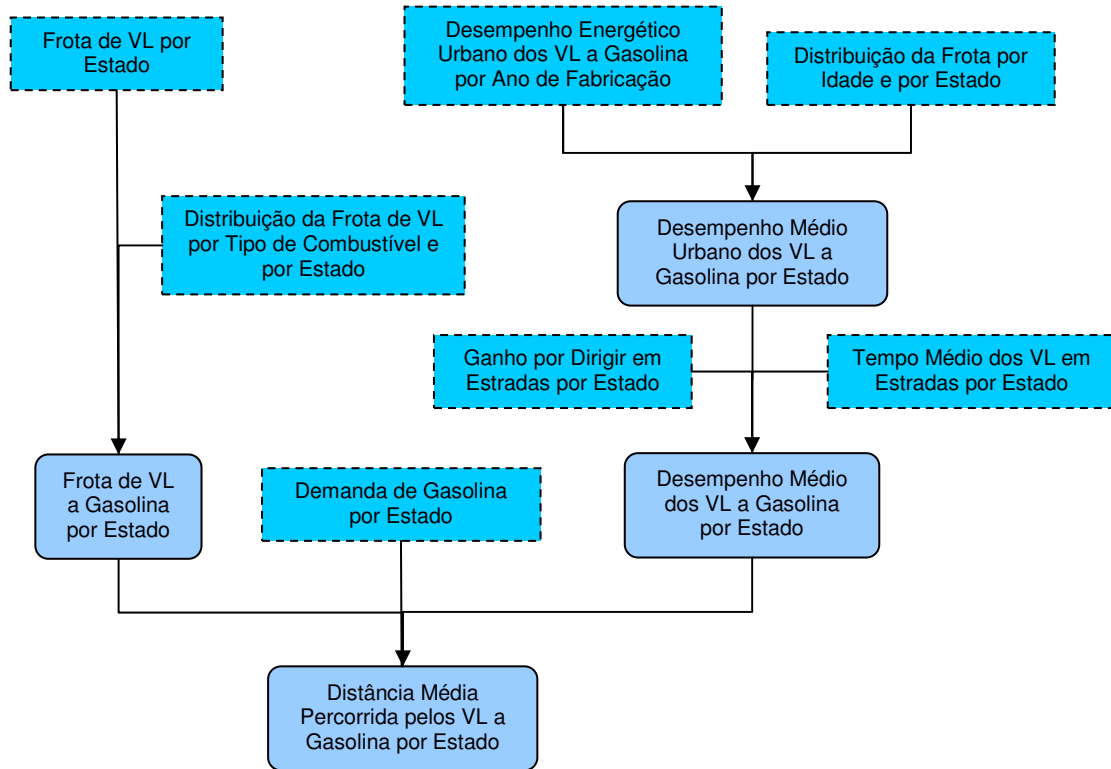 Frota de VL por
Estado
Desempenho Energético
Urbano dos VL a Gasolina
por Ano de Fabricação
Distribuição da Frota por
Idade e por Estado
Distribuição da Frota de VL
por Tipo de Combustível e
por Estado
Desempenho Médio
Urbano dos VL a
Gasolina por Estado
Ganho por Dirigir em
Estradas por Estado
Tempo Médio dos VL em
Estradas por Estado
Frota de VL
a Gasolina
por Estado
Demanda de Gasolina
por Estado
Desempenho Médio
dos VL a Gasolina
por Estado
Distância Média
Percorrida pelos VL a
Gasolina por Estado